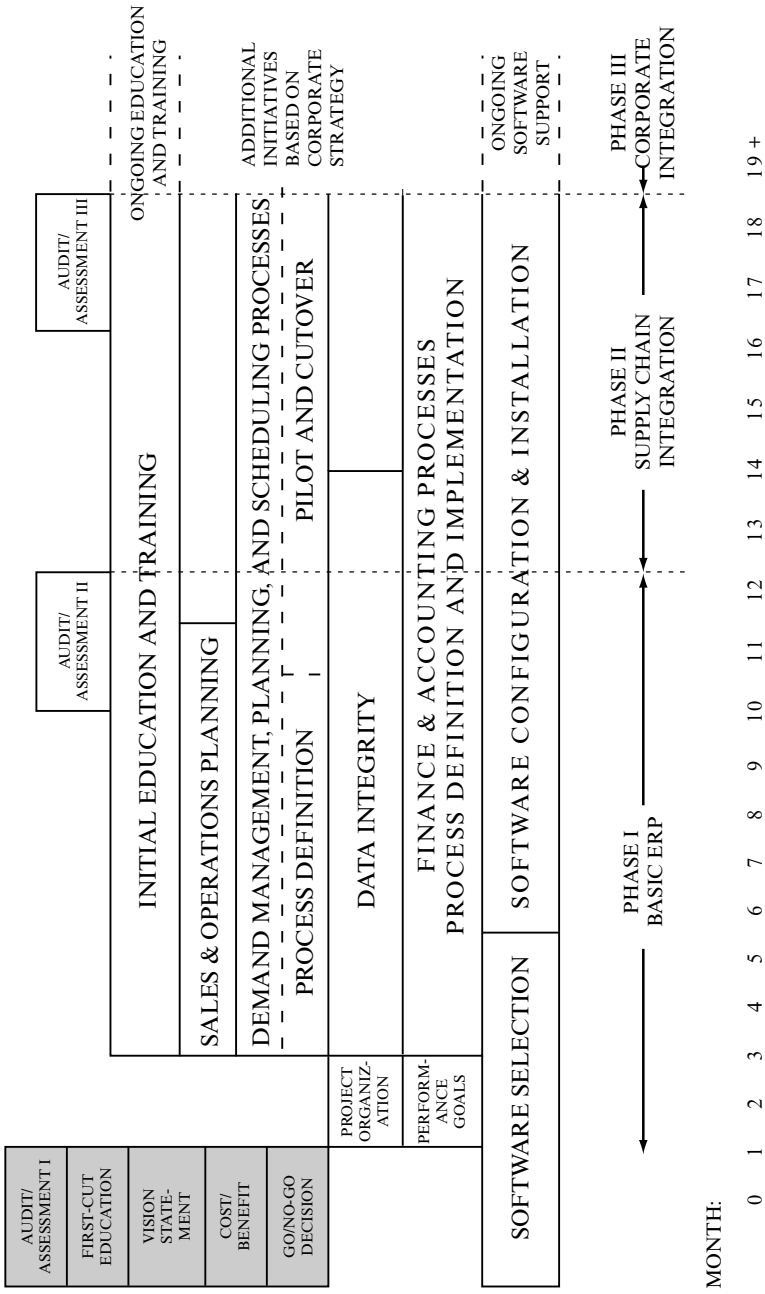 AUDIT/
ASSESSMENT I
FIRST-CUT
EDUCATION
VISION
STATE-
MENT
COST/
BENEFIT
GO/NO-GO
DECISION
AUDIT/
ASSESSMENT II
AUDIT/
ASSESSMENT III
INITIAL EDUCATION AND TRAINING
ONGOING EDUCATION
AND TRAINING
SALES & OPERATIONS PLANNING
DEMAND MANAGEMENT, PLANNING, AND SCHEDULING PROCESSES
PROCESS DEFINITION
PILOT AND CUTOVER
ADDITIONAL
INITIATIVES
BASED ON
CORPORATE
STRATEGY
PROJECT
ORGANIZ-
ATION
DATA INTEGRITY
PERFORM-
ANCE
GOALS
FINANCE & ACCOUNTING PROCESSES
PROCESS DEFINITION AND IMPLEMENTATION
SOFTWARE SELECTION
SOFTWARE CONFIGURATION & INSTALLATION
ONGOING
SOFTWARE
SUPPORT
PHASE I
BASIC ERP
PHASE II
SUPPLY CHAIN
INTEGRATION
PHASE III
CORPORATE
INTEGRATION
MONTH:
0 1 2 3 4 5 6 7 8 9 10 11 12 13 14 15 16 17 18 19 +